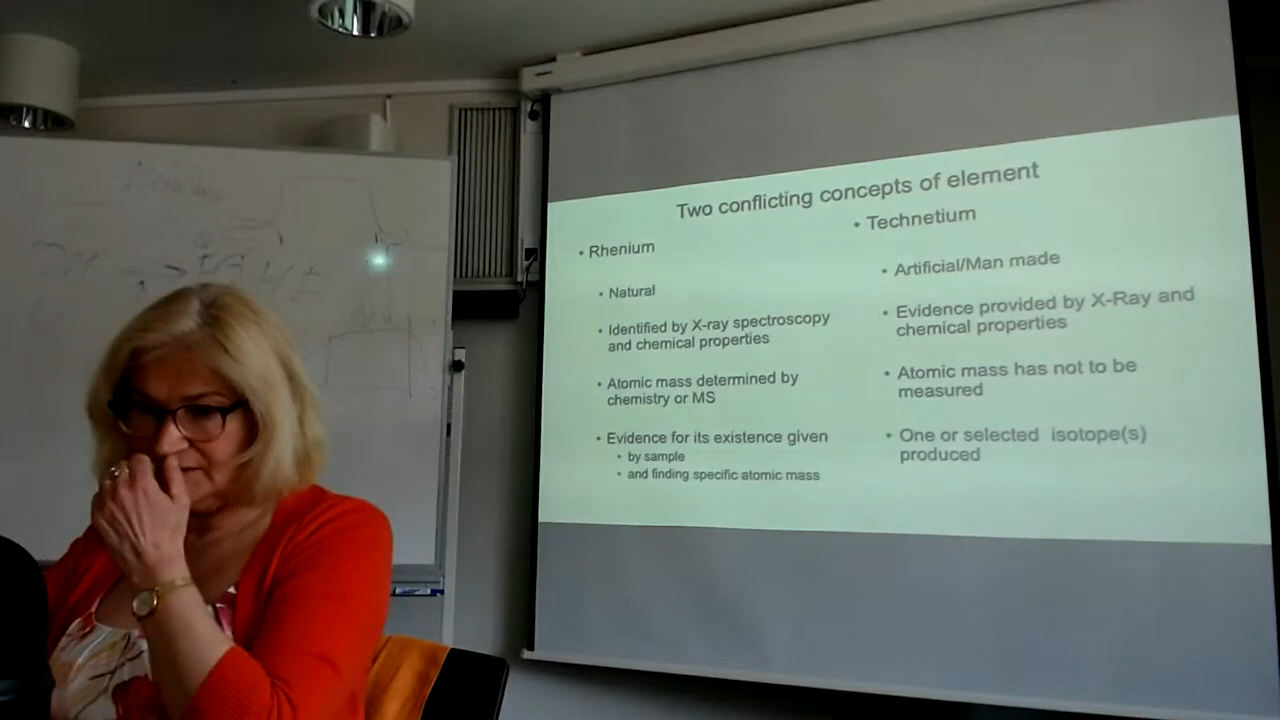 Two conflicting concepts of element
• Rhenium
• Natural
• Identified by X-ray spectroscopy
and chemical properties
• Atomic mass determined by
chemistry or MS
• Evidence for its existence given
• by sample
• and finding specific atomic mass
• Technetium
• Artificial/Man made
• Evidence provided by X-Ray and
chemical properties
• Atomic mass has not to be
measured
• One or selected isotope(s)
produced